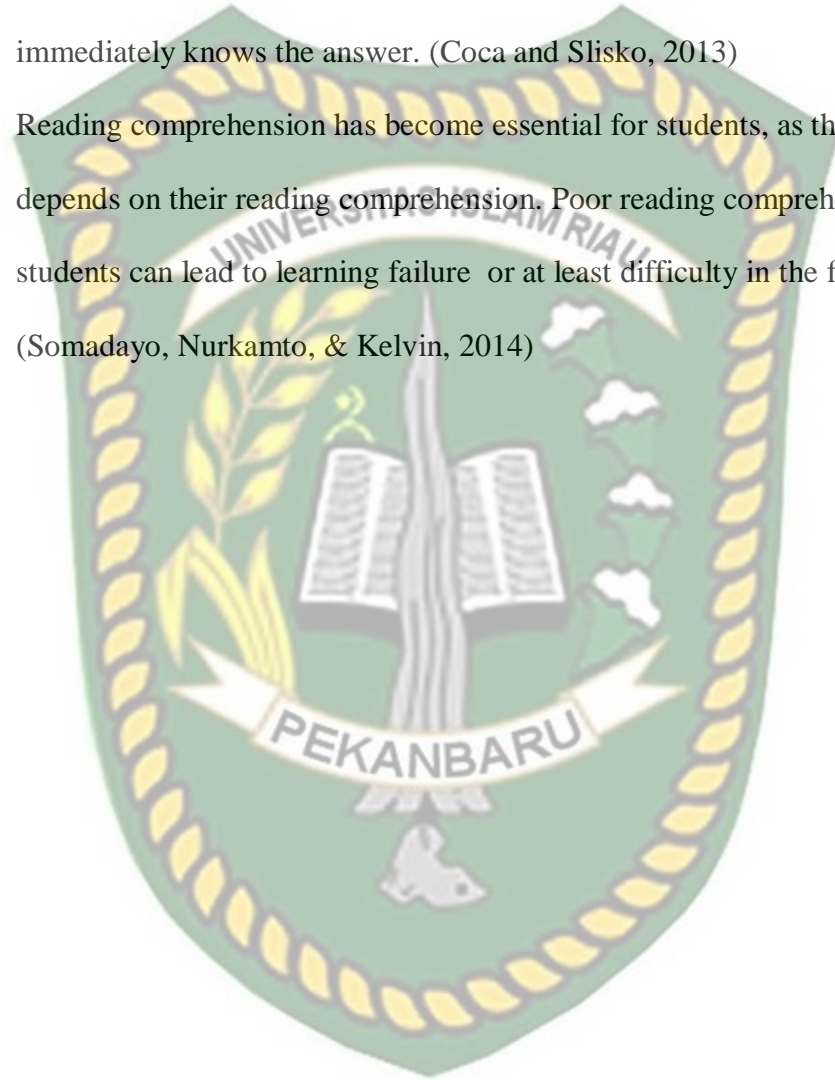 immediately knows the answer. (Coca and Slisko, 2013)
Reading comprehension has become essential for students, as th
depends on their reading comprehension. Poor reading compreh
UNIVERSITAS ISLAM RIAU
students can lead to learning failure or at least difficulty in the f
(Somadayo, Nurkamto, & Kelvin, 2014)
PEKANBARU